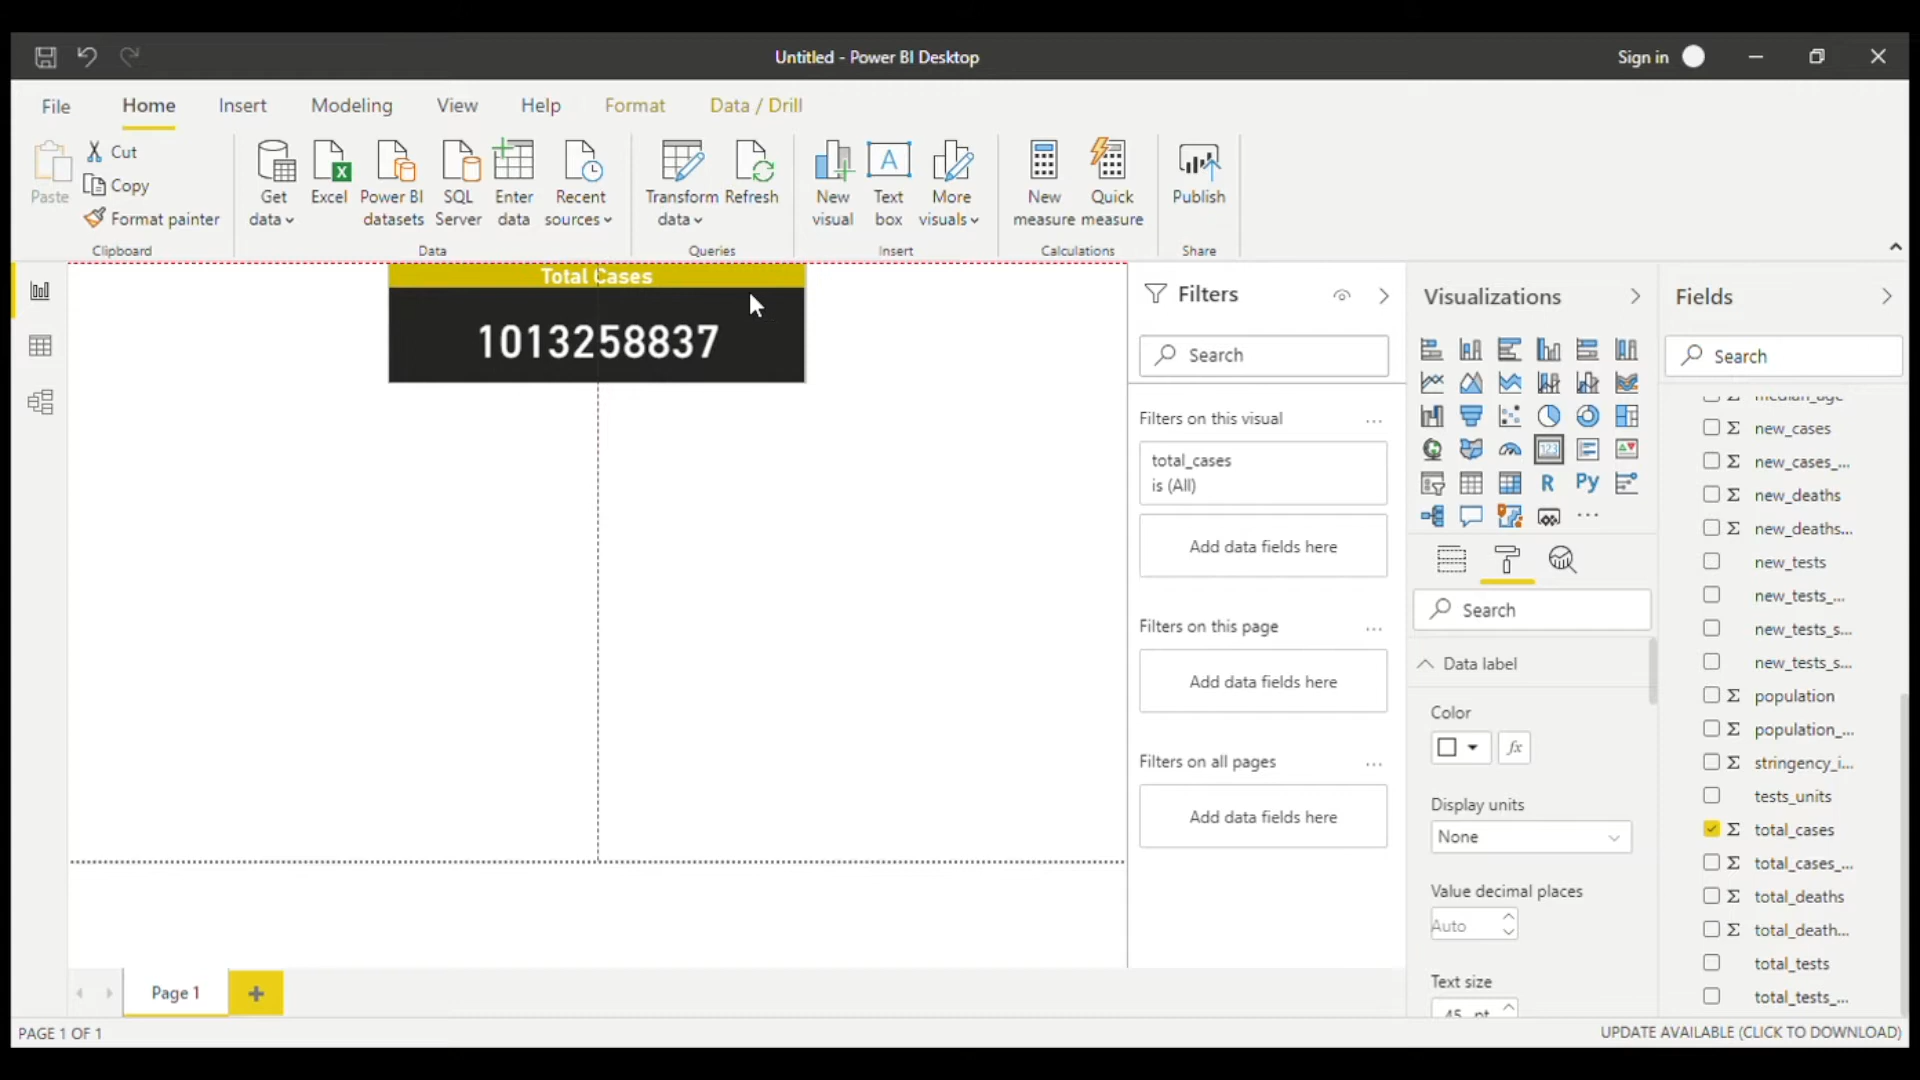 Untitled - Power BI Desktop
Sign in
File
Home
Insert
Modeling
View
Help
Format
Data / Drill
Paste
Cut
Copy
Format painter
Clipboard
Get data
Excel
Power BI datasets
SQL Server
Enter data
Recent sources
Data
Transform data
Refresh
Queries
New visual
A
Text box
More visuals
Insert
New measure
Quick measure
Calculations
Publish
Share
Total Cases
1013258837
Filters
Search
Filters on this visual
...
total_cases
is (All)
Add data fields here
Filters on this page
...
Add data fields here
Filters on all pages
...
Add data fields here
Visualizations
123
R
Py
...
Search
Data label
Color
fx
Display units
None
Value decimal places
Auto
Text size
45 pt
Fields
Search
median_age
Σ new_cases
Σ new_cases_...
Σ new_deaths
Σ new_deaths...
new_tests
new_tests_...
new_tests_s...
new_tests_s...
Σ population
Σ population_...
Σ stringency_i...
tests_units
Σ total_cases
Σ total_cases_...
Σ total_deaths
Σ total_death...
total_tests
total_tests_...
Page 1
PAGE 1 OF 1
UPDATE AVAILABLE (CLICK TO DOWNLOAD)